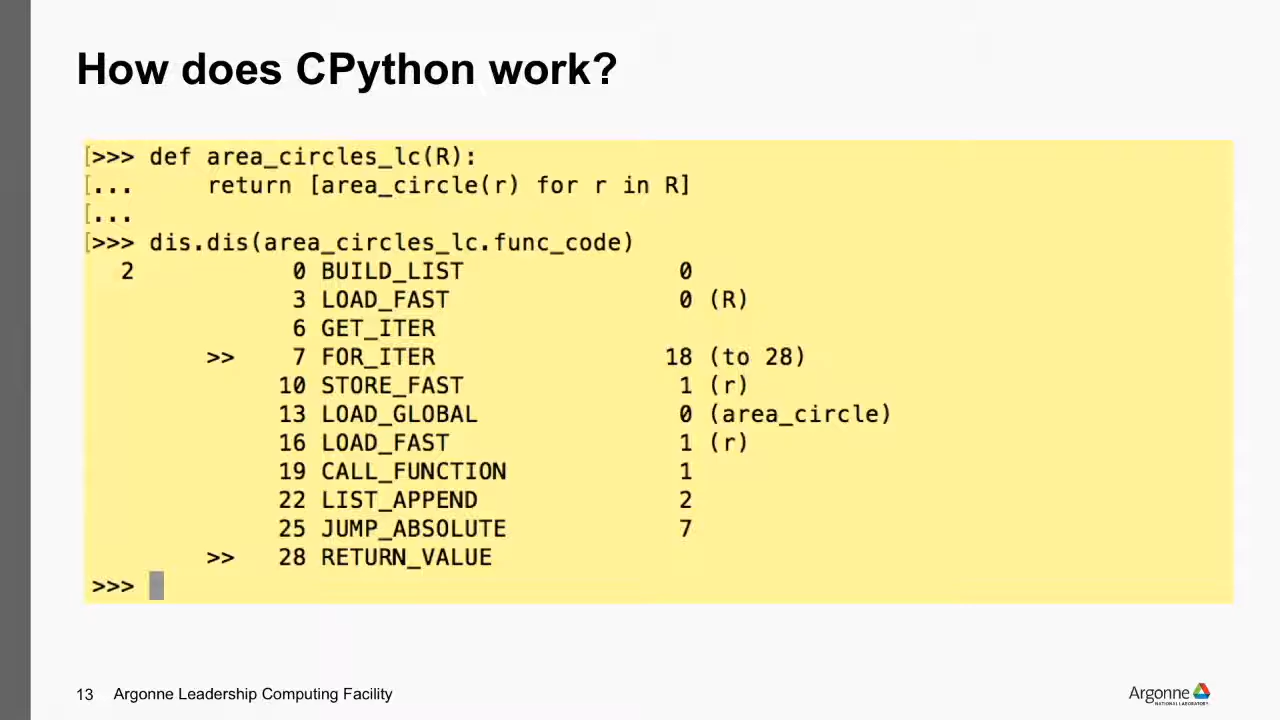 How does CPython work?
[>>> def area_circles_lc(R):
[...     return [area_circle(r) for r in R]
[...
[>>> dis.dis(area_circles_lc.func_code)
  2           0 BUILD_LIST               0
              3 LOAD_FAST                0 (R)
              6 GET_ITER
        >>    7 FOR_ITER                18 (to 28)
             10 STORE_FAST               1 (r)
             13 LOAD_GLOBAL              0 (area_circle)
             16 LOAD_FAST                1 (r)
             19 CALL_FUNCTION            1
             22 LIST_APPEND              2
             25 JUMP_ABSOLUTE            7
        >>   28 RETURN_VALUE
>>>
13 Argonne Leadership Computing Facility
Argonne
NATIONAL LABORATORY